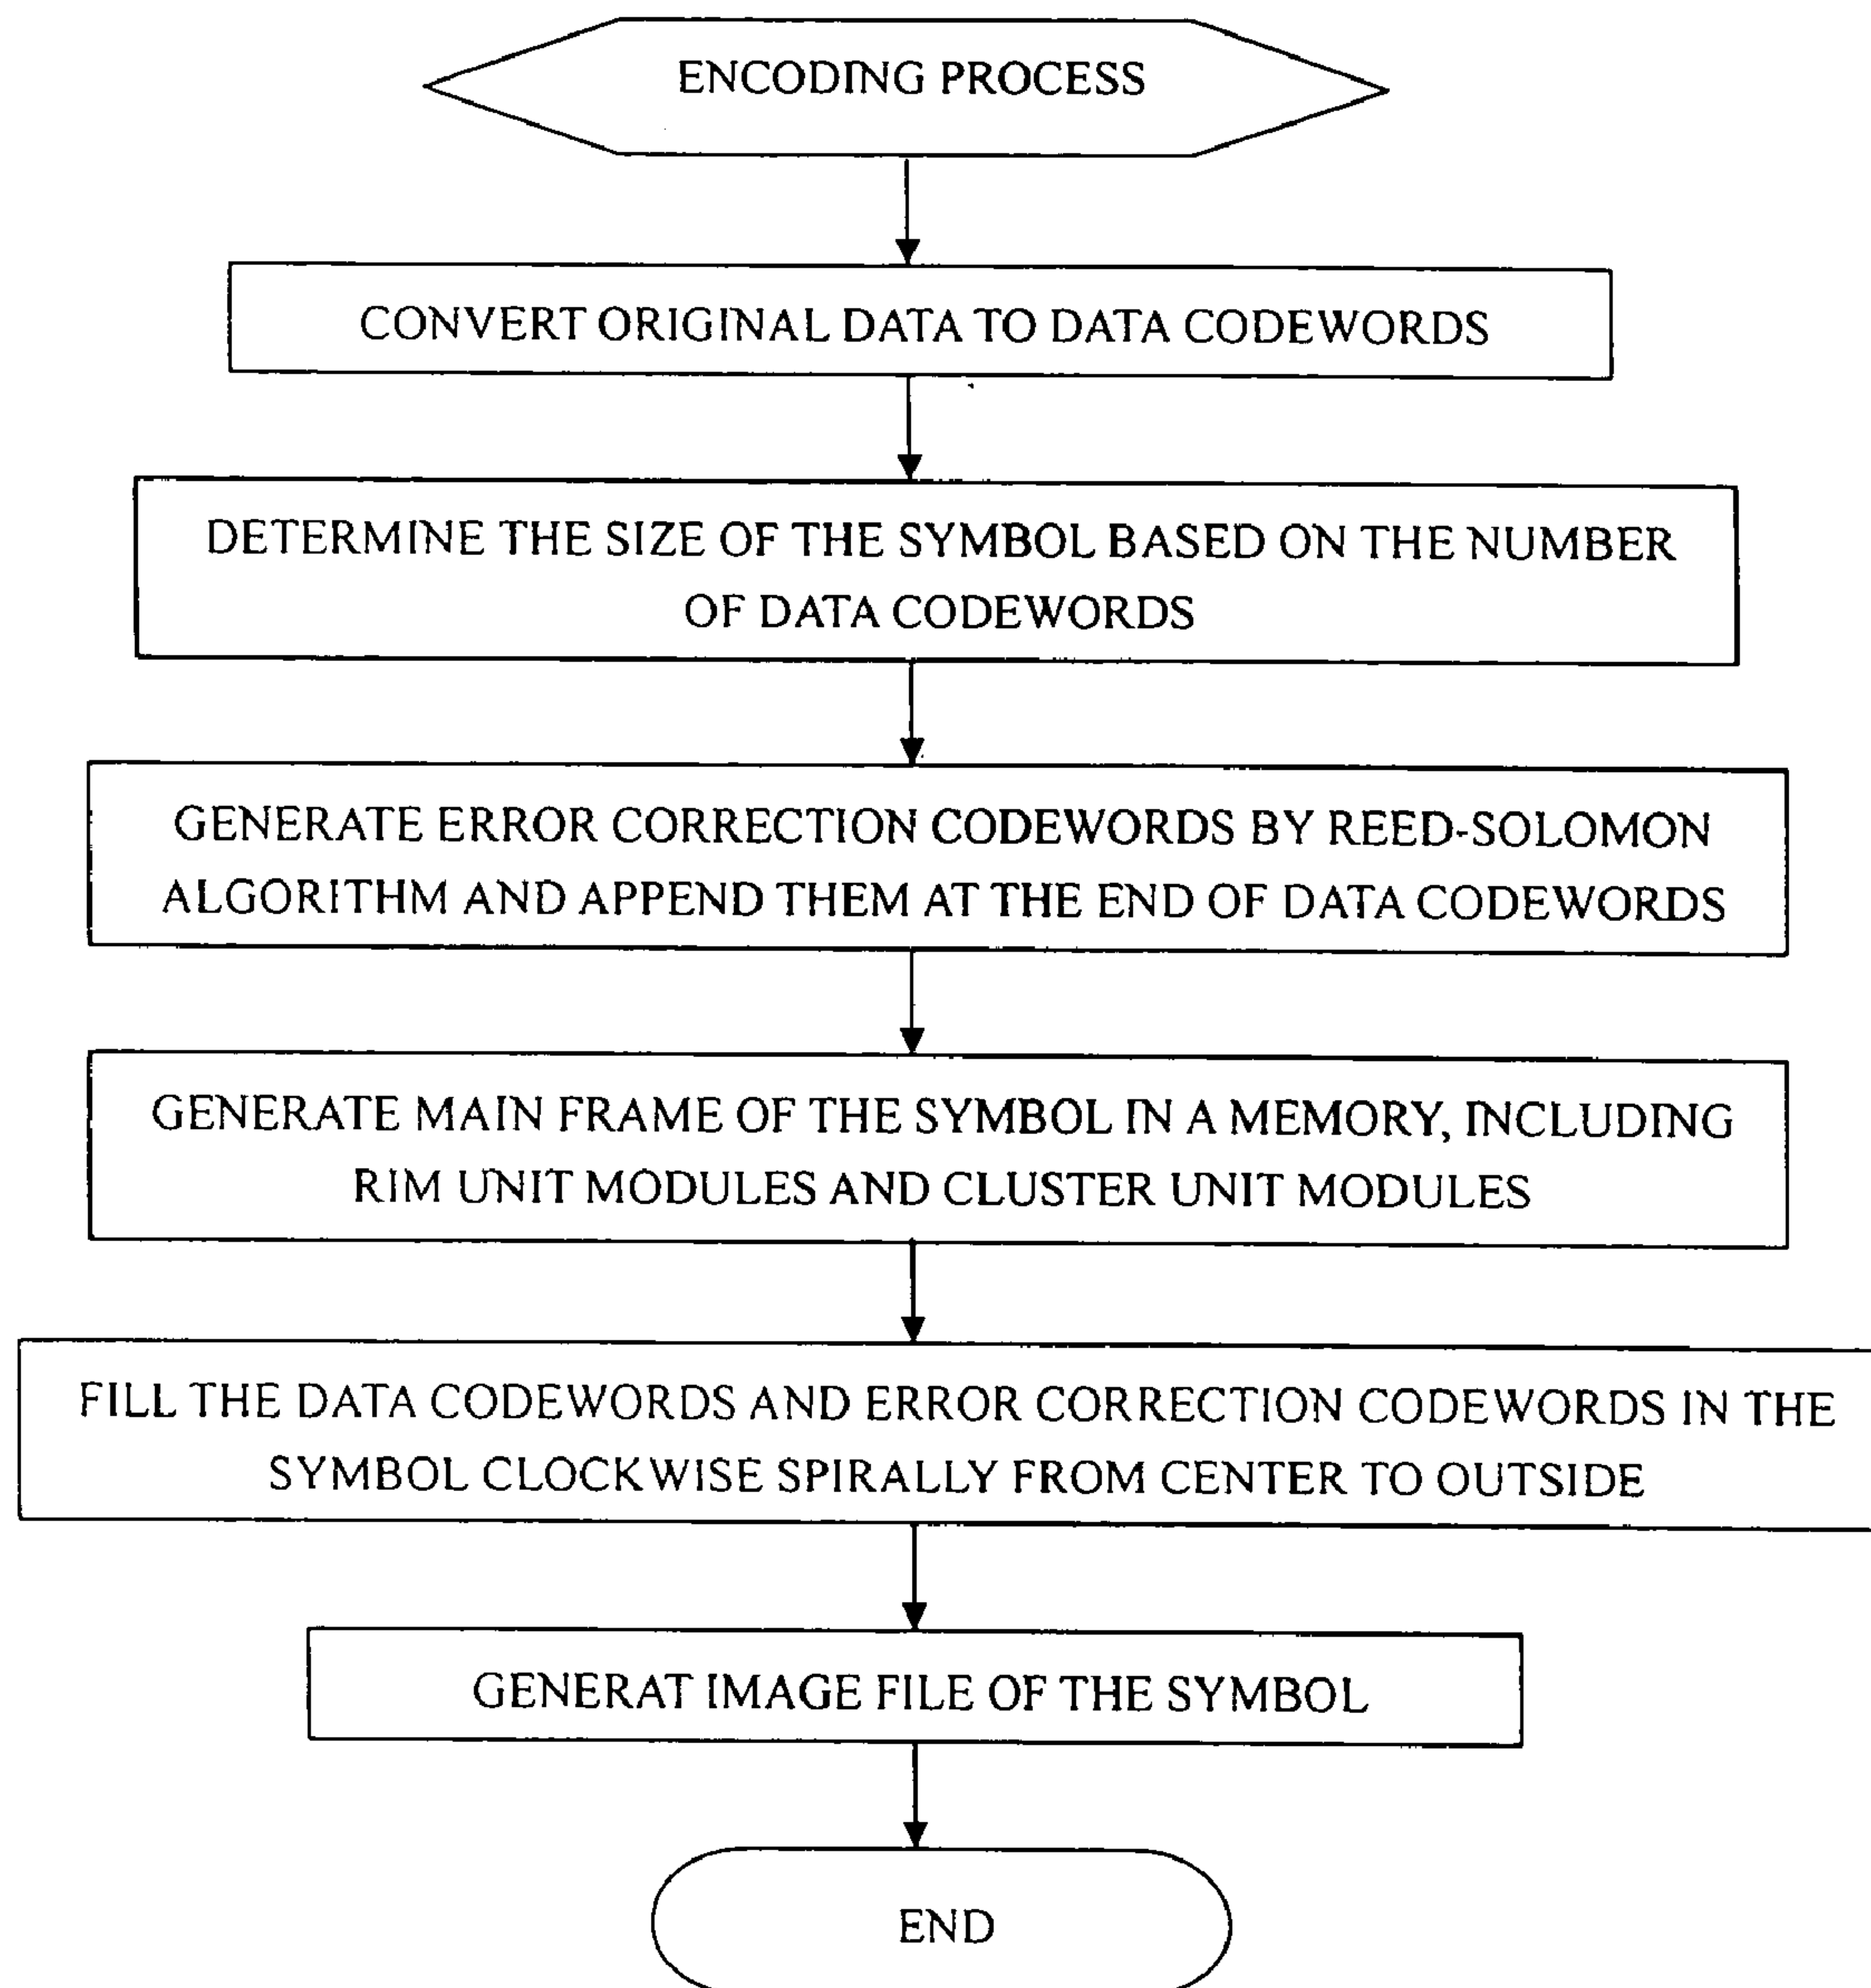 ENCODING PROCESS
CONVERT ORIGINAL DATA TO DATA CODEWORDS
DETERMINE THE SIZE OF THE SYMBOL BASED ON THE NUMBER
OF DATA CODEWORDS
GENERATE ERROR CORRECTION CODEWORDS BY REED-SOLOMON
ALGORITHM AND APPEND THEM AT THE END OF DATA CODEWORDS
GENERATE MAIN FRAME OF THE SYMBOL IN A MEMORY, INCLUDING
RIM UNIT MODULES AND CLUSTER UNIT MODULES
FILL THE DATA CODEWORDS AND ERROR CORRECTION CODEWORDS IN THE
SYMBOL CLOCKWISE SPIRALLY FROM CENTER TO OUTSIDE
GENERAT IMAGE FILE OF THE SYMBOL
END